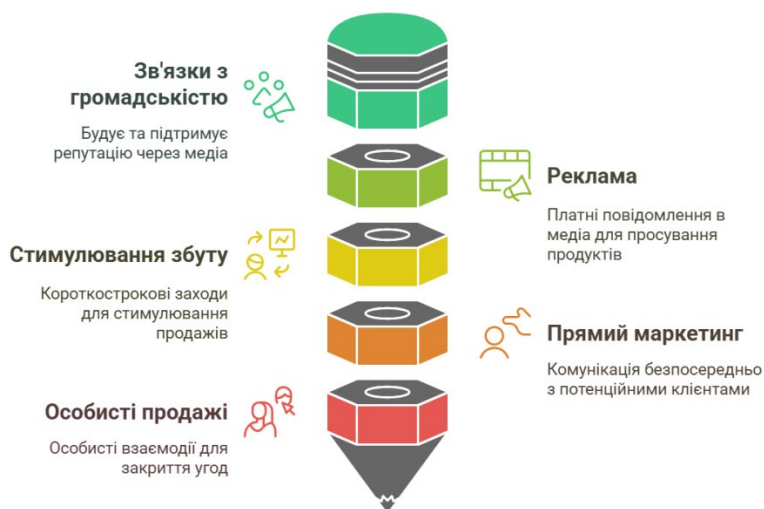 Зв'язки з
громадськістю
Будує та підтримує
репутацію через медіа
Реклама
Платні повідомлення в
медіа для просування
продуктів
Стимулювання збуту
Короткострокові заходи
для стимулювання
продажів
Прямий маркетинг
Комунікація безпосередньо
з потенційними клієнтами
Особисті продажі
Особисті взаємодії для
закриття угод